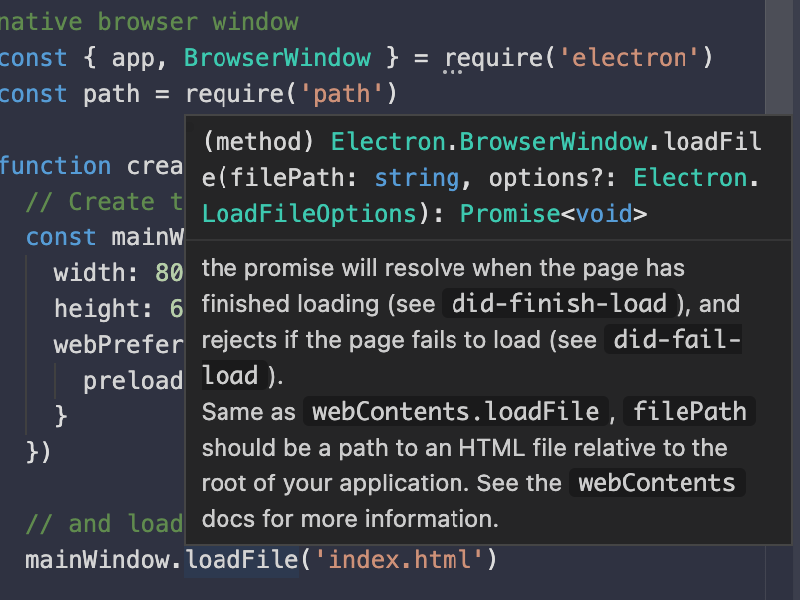 native browser window
const { app, BrowserWindow } = require('electron')
const path = require('path')
function crea
// Create t
const mainW
width: 80
height: 6
webPrefer
preload
}
})
// and load
mainWindow.loadFile('index.html')
(method) Electron.BrowserWindow.loadFil
e(filePath: string, options?: Electron.
LoadFileOptions): Promise<void>
the promise will resolve when the page has
finished loading (see did-finish-load ), and
rejects if the page fails to load (see did-fail-
load ).
Same as webContents.loadFile , filePath
should be a path to an HTML file relative to the
root of your application. See the webContents
docs for more information.